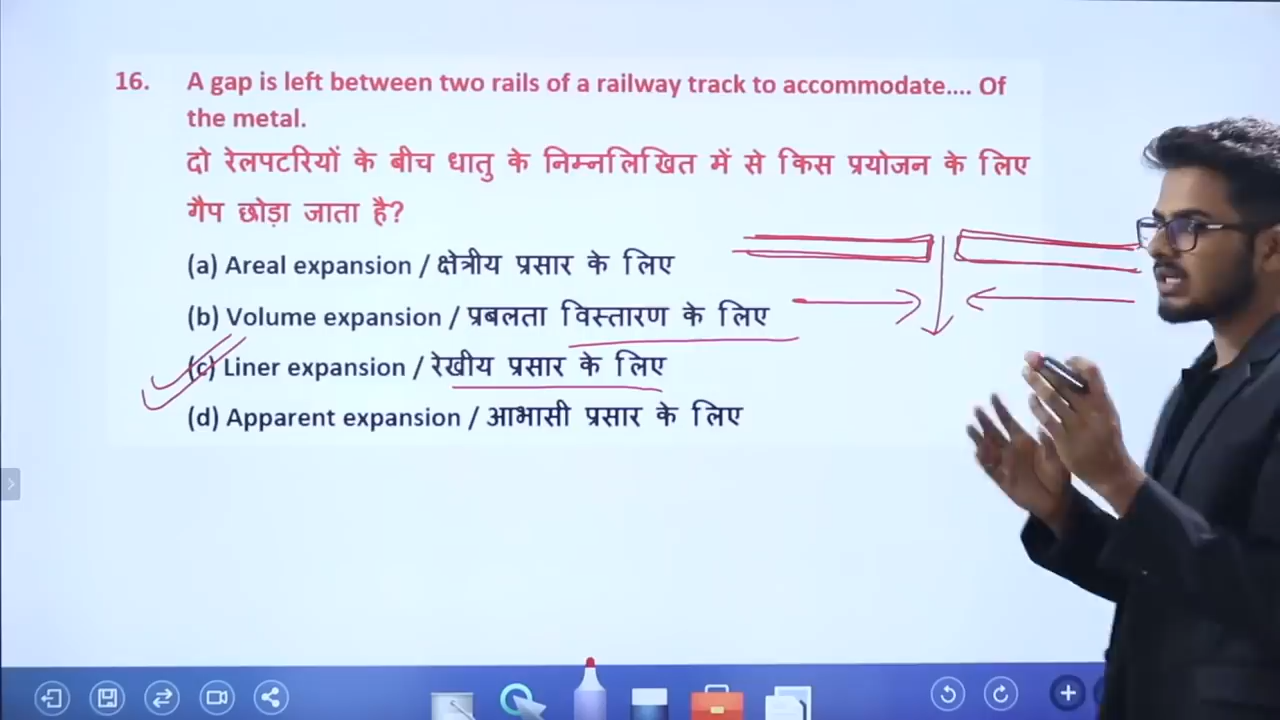 16. A gap is left between two rails of a railway track to accommodate.... Of
the metal.
दो रेलपटरियों के बीच धातु के निम्नलिखित में से किस प्रयोजन के लिए
गैप छोड़ा जाता है?
(a) Areal expansion / क्षेत्रीय प्रसार के लिए
(b) Volume expansion / प्रबलता विस्तारण के लिए
(c) Liner expansion / रेखीय प्रसार के लिए
(d) Apparent expansion / आभासी प्रसार के लिए